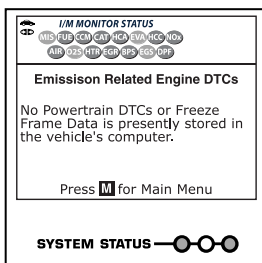 I/M MONITOR STATUS
MIS FUE CCM CAT HCA EVA HCC NOx
AIR O2S HTR EGR BPS EGS DPF
Emissison Related Engine DTCs
No Powertrain DTCs or Freeze
Frame Data is presently stored in
the vehicle's computer.
Press M for Main Menu
SYSTEM STATUS